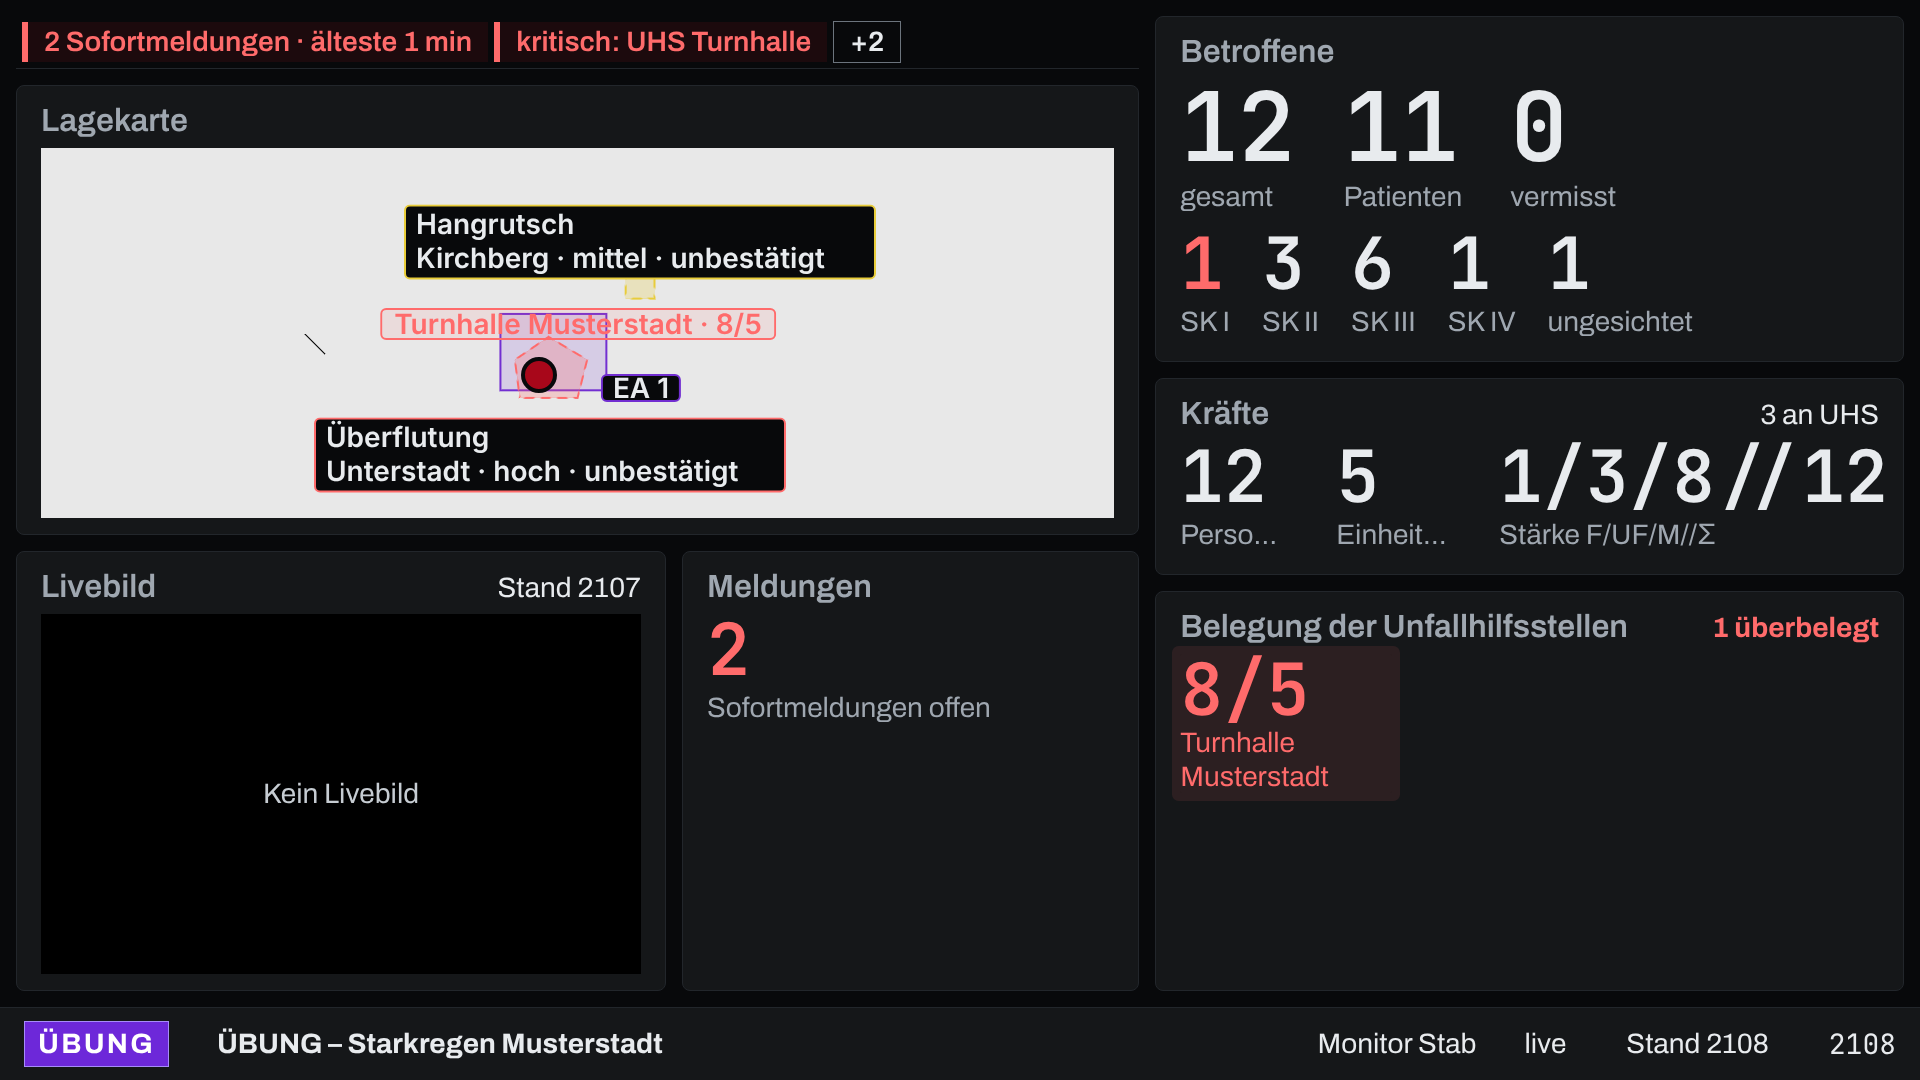 2 Sofortmeldungen · älteste 1 min
kritisch: UHS Turnhalle
+2
Lagekarte
Hangrutsch
Kirchberg · mittel · unbestätigt
Turnhalle Musterstadt · 8/5
EA 1
Überflutung
Unterstadt · hoch · unbestätigt
Livebild
Stand 2107
Kein Livebild
Meldungen
2
Sofortmeldungen offen
Betroffene
12 11 0
gesamt Patienten vermisst
1 3 6 1 1
SK I SK II SK III SK IV ungesichtet
Kräfte
3 an UHS
12 5 1/3/8//12
Perso... Einheit... Stärke F/UF/M//Σ
Belegung der Unfallhilfsstellen
1 überbelegt
8/5
Turnhalle
Musterstadt
ÜBUNG
ÜBUNG – Starkregen Musterstadt
Monitor Stab
live
Stand 2108
2108